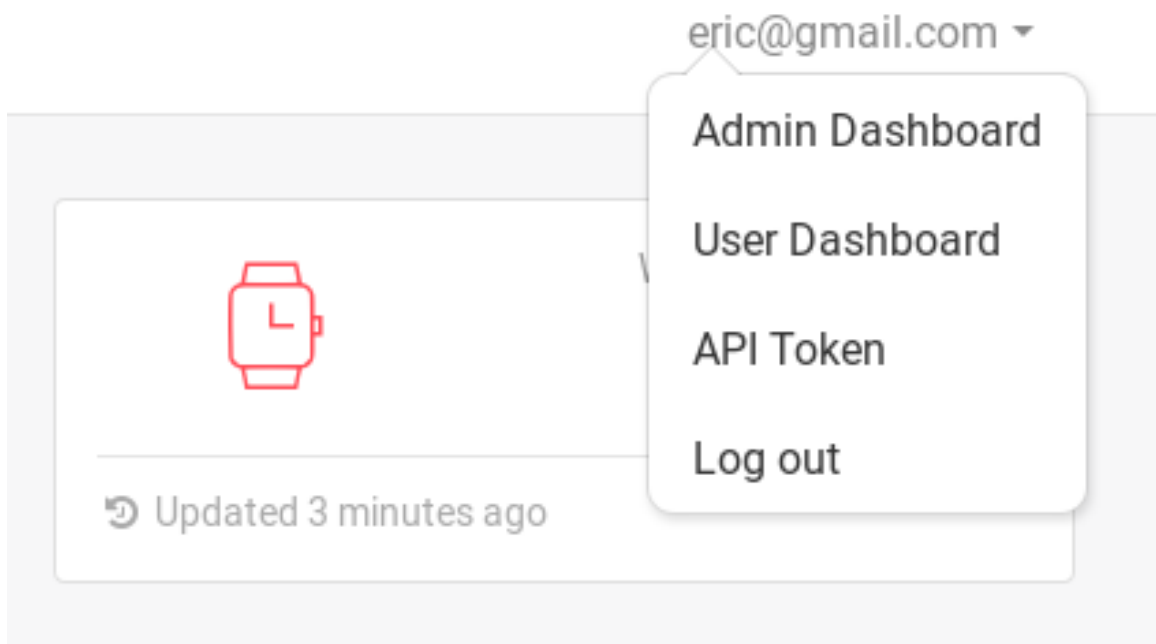 eric@gmail.com
Admin Dashboard
User Dashboard
API Token
Log out
Updated 3 minutes ago